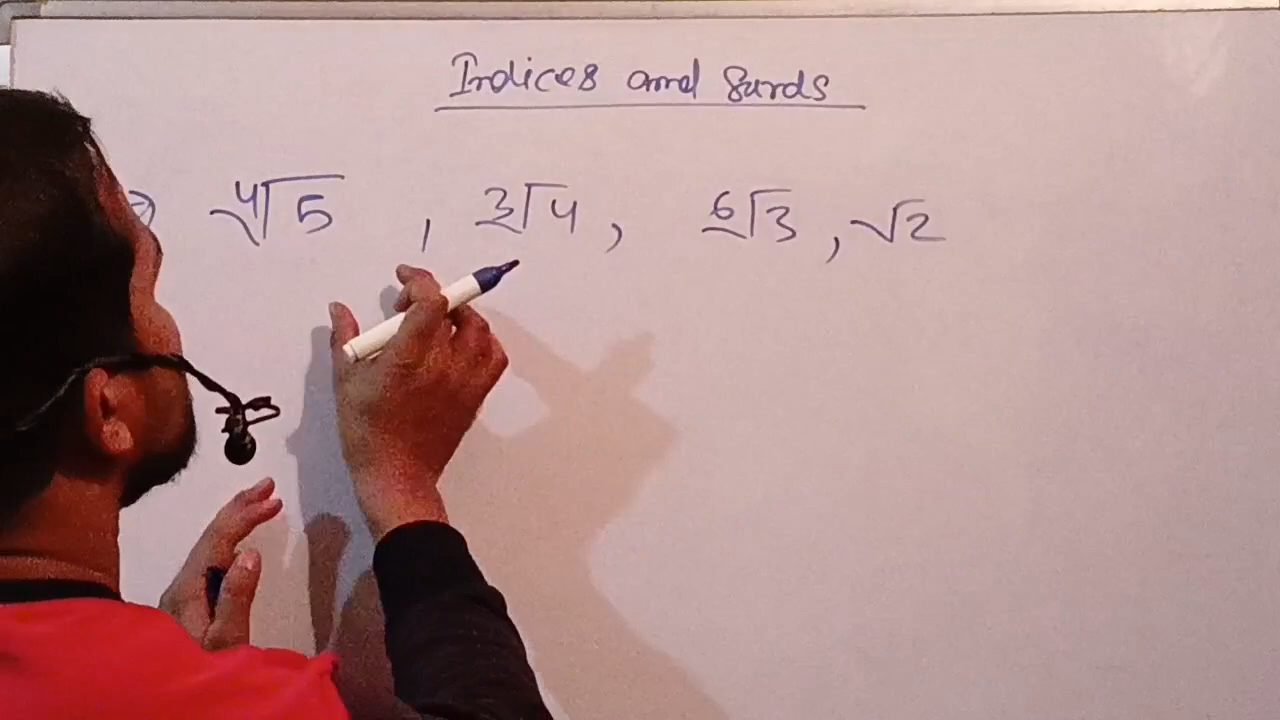 Indices and Surds
⁴√5 , ³√4 , ⁶√3 , √2